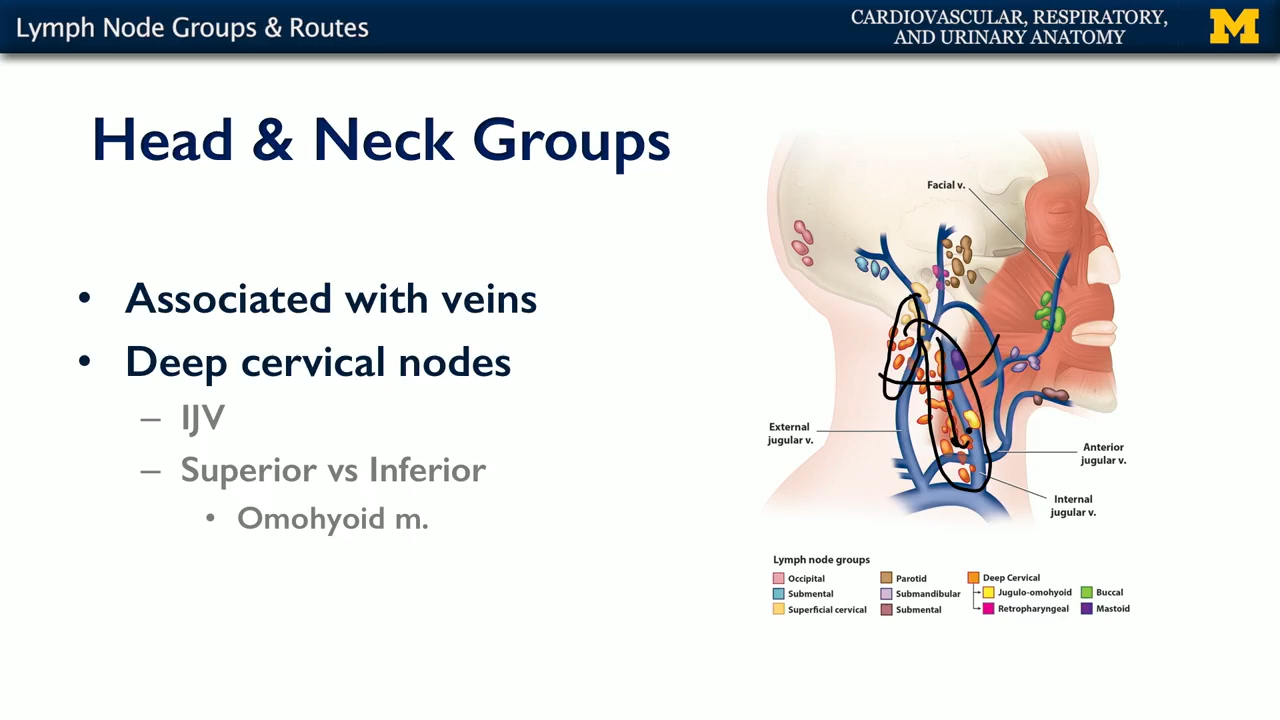 Lymph Node Groups & Routes
CARDIOVASCULAR, RESPIRATORY,
AND URINARY ANATOMY
M
Head & Neck Groups
• Associated with veins
• Deep cervical nodes
– IJV
– Superior vs Inferior
• Omohyoid m.
Facial v.
External
jugular v.
Anterior
jugular v.
Internal
jugular v.
Lymph node groups
Occipital
Submental
Superficial cervical
Parotid
Submandibular
Submental
Deep Cervical
Jugulo-omohyoid
Retropharyngeal
Buccal
Mastoid